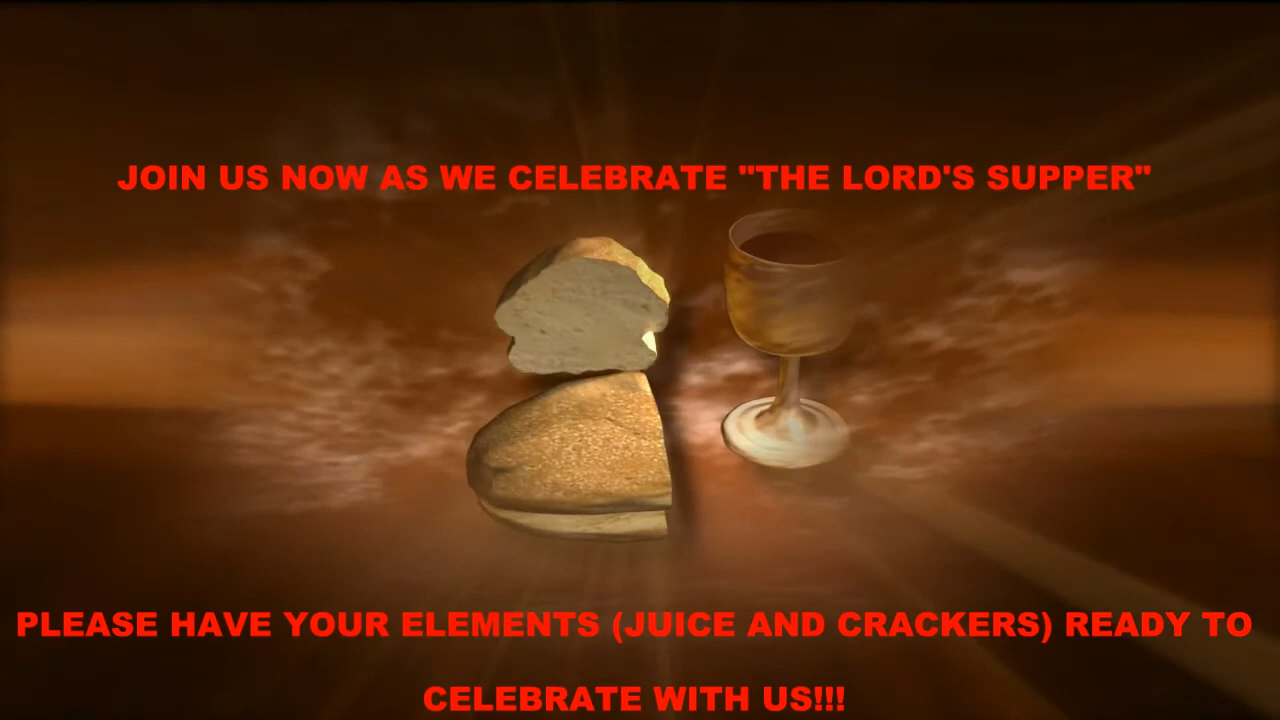 JOIN US NOW AS WE CELEBRATE "THE LORD'S SUPPER"
PLEASE HAVE YOUR ELEMENTS (JUICE AND CRACKERS) READY TO
CELEBRATE WITH US!!!